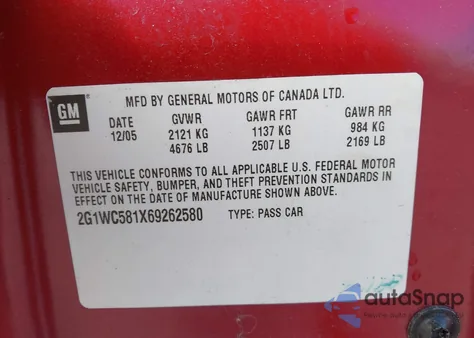 GM
MFD BY GENERAL MOTORS OF CANADA LTD.
DATE GVWR GAWR FRT GAWR RR
12/05 2121 KG 1137 KG 984 KG
4676 LB 2507 LB 2169 LB
THIS VEHICLE CONFORMS TO ALL APPLICABLE U.S. FEDERAL MOTOR
VEHICLE SAFETY, BUMPER, AND THEFT PREVENTION STANDARDS IN
EFFECT ON THE DATE OF MANUFACTURE SHOWN ABOVE.
2G1WC581X69262580 TYPE: PASS CAR
autoSnap